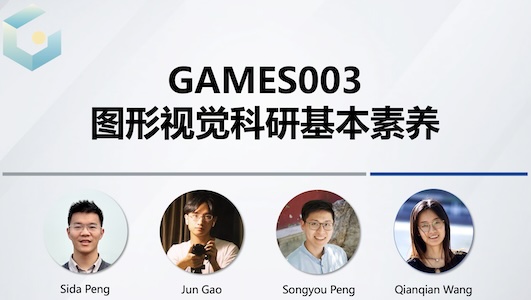 GAMES003
图形视觉科研基本素养
Sida Peng
Jun Gao
Songyou Peng
Qianqian Wang